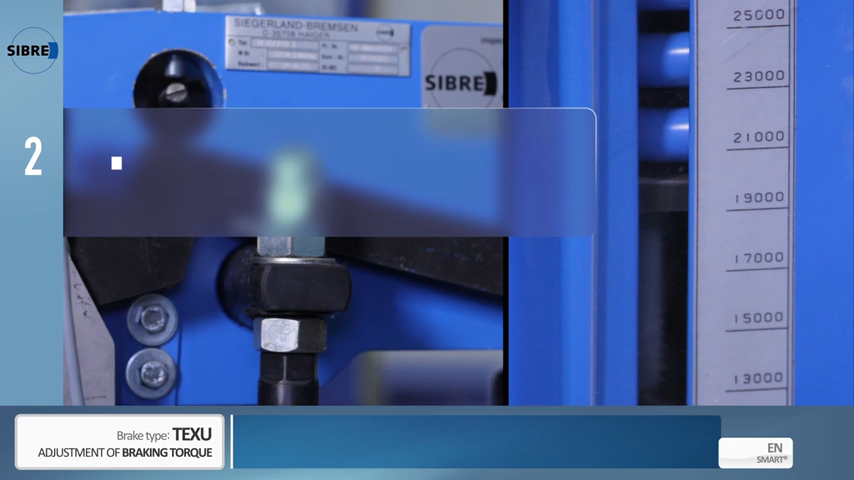 SIBRE
SIEGERLAND-BREMSEN
D 35708 HAIGER
SIBRE
2
25000
23000
21000
19000
17000
15000
13000
Brake type: TEXU
ADJUSTMENT OF BRAKING TORQUE
EN
SMART®